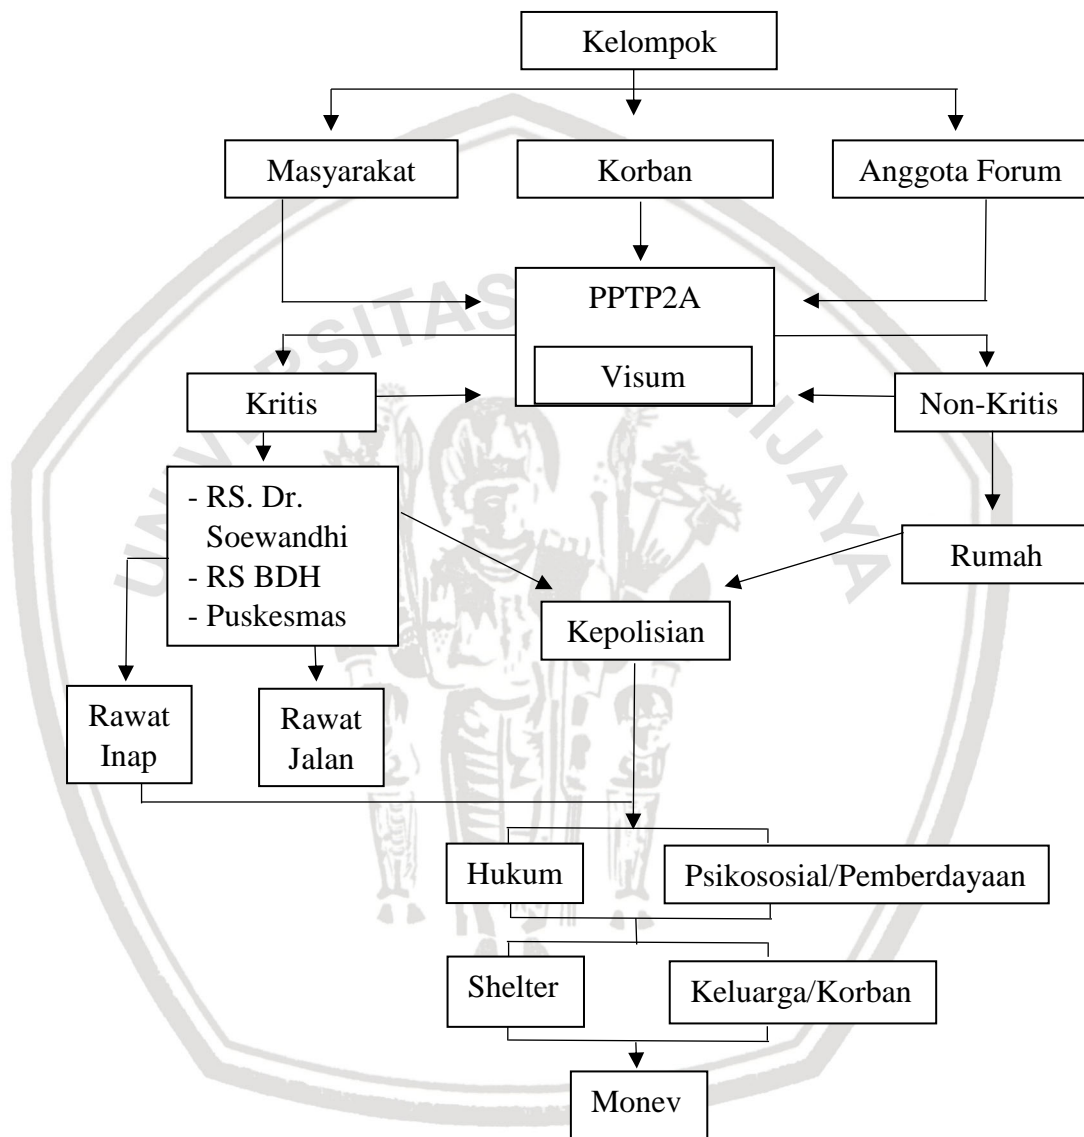 Kelompok
Masyarakat
Korban
Anggota Forum
PPTP2A
Visum
Kritis
Non-Kritis
- RS. Dr.
Soewandhi
- RS BDH
- Puskesmas
Rumah
Kepolisian
Rawat
Inap
Rawat
Jalan
Hukum
Psikososial/Pemberdayaan
Shelter
Keluarga/Korban
Monev